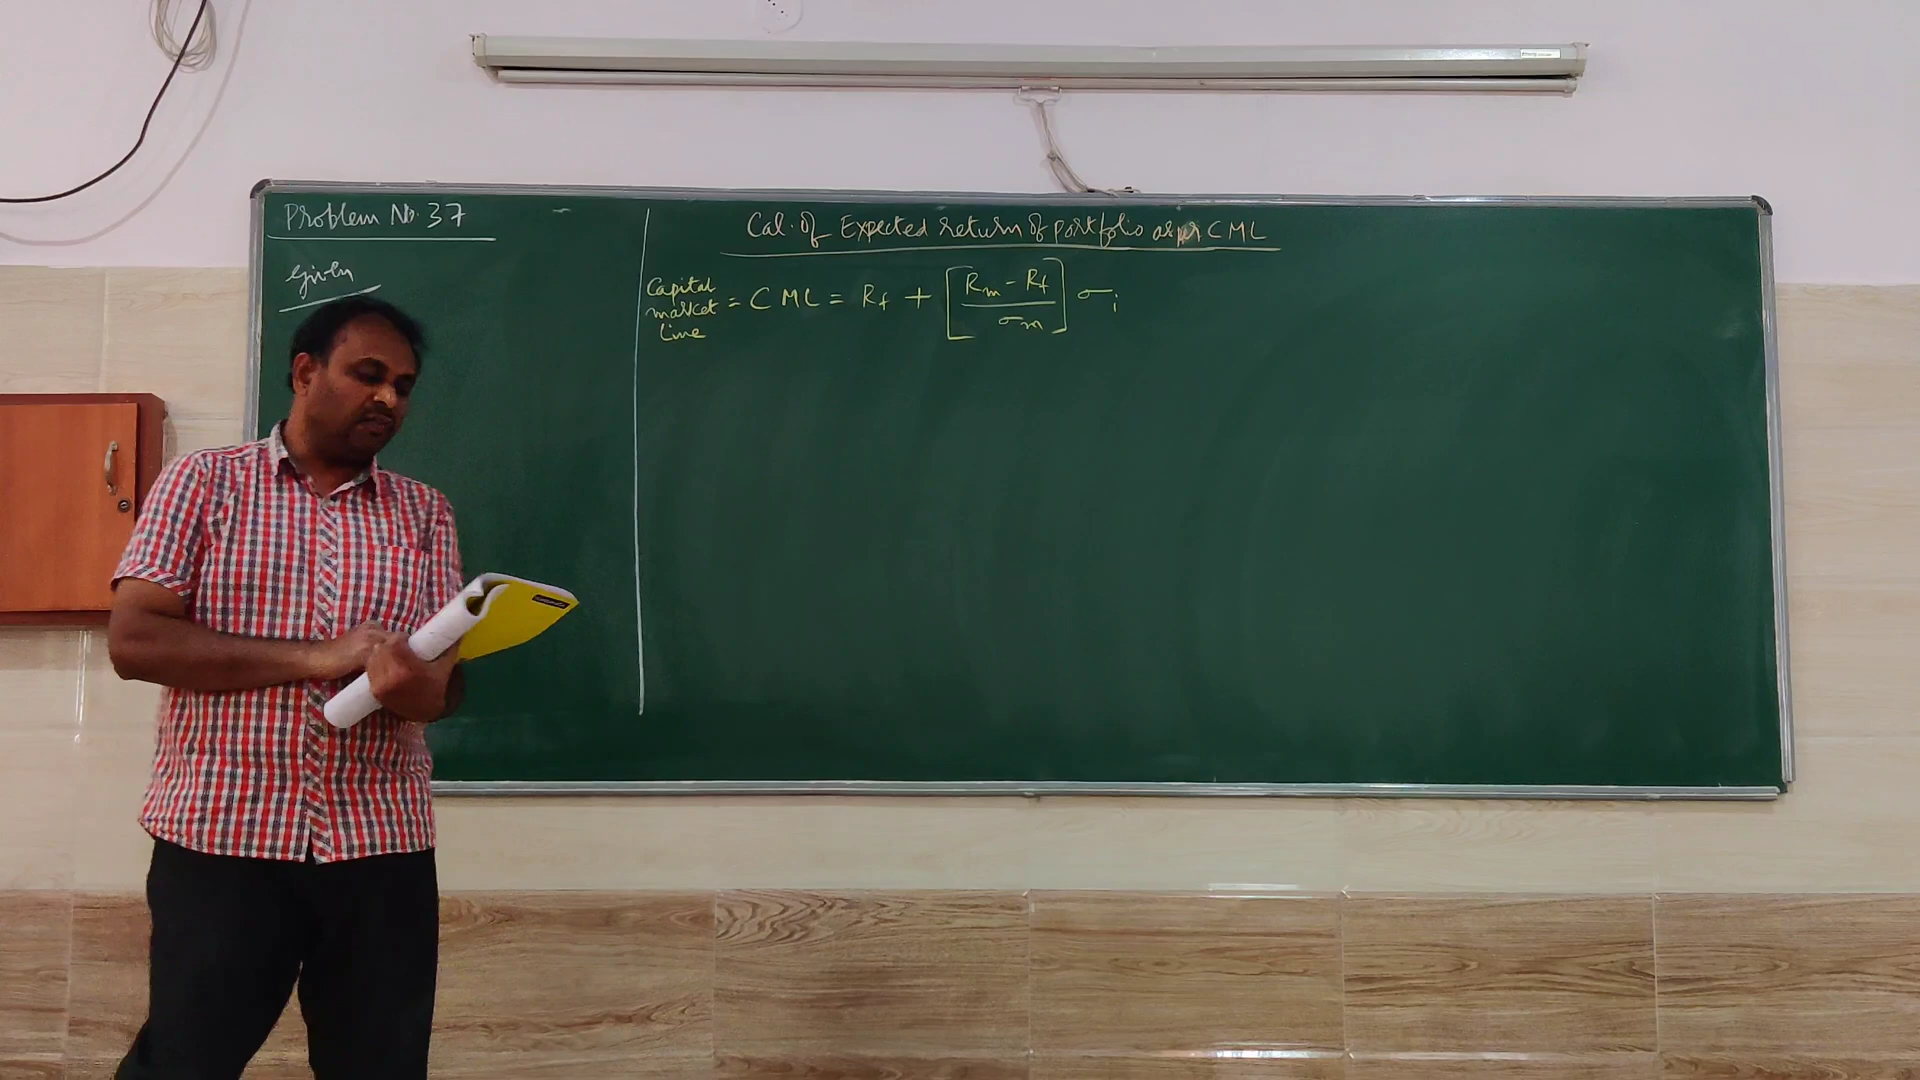 Problem No. 37
Given
Cal. of Expected return of portfolio as per CML
Capital market line = CML = Rf + [Rm - Rf / σm] σi